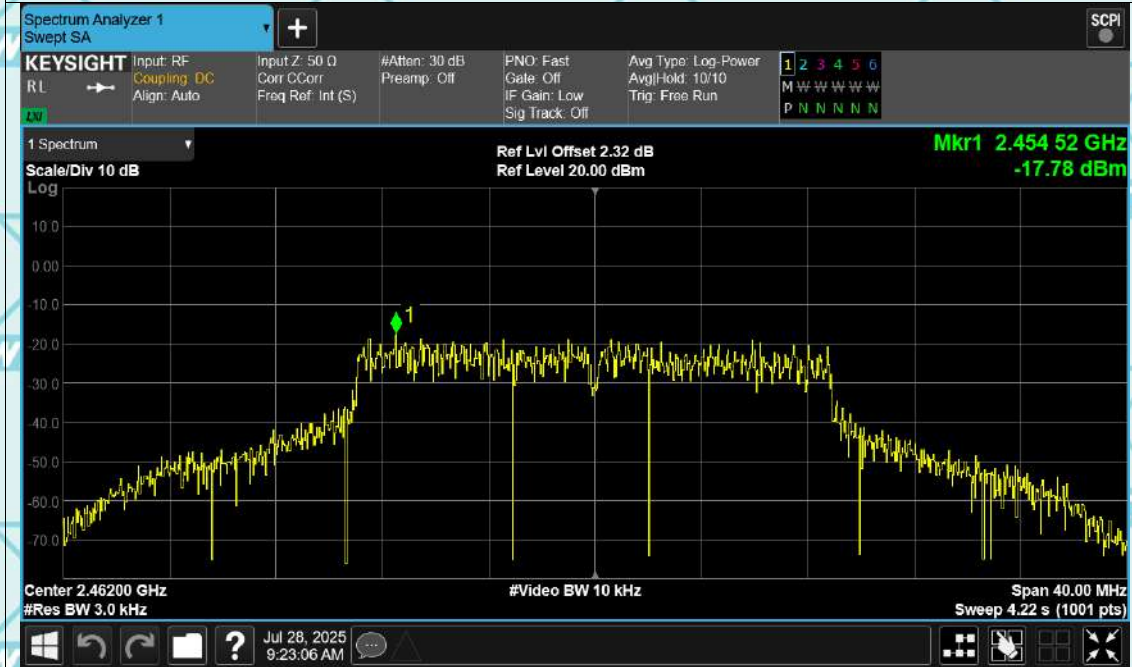 Spectrum Analyzer 1
Swept SA
+
SCPI
KEYSIGHT
RL
LXI
Input: RF
Coupling: DC
Align: Auto
Input Z: 50 Ω
Corr CCorr
Freq Ref: Int (S)
#Atten: 30 dB
Preamp: Off
PNO: Fast
Gate: Off
IF Gain: Low
Sig Track: Off
Avg Type: Log-Power
Avg|Hold: 10/10
Trig: Free Run
1 2 3 4 5 6
M W W W W W
P N N N N N
1 Spectrum
Scale/Div 10 dB
Log
Ref Lvl Offset 2.32 dB
Ref Level 20.00 dBm
Mkr1 2.454 52 GHz
-17.78 dBm
10.0
0.00
-10.0
1
-20.0
-30.0
-40.0
-50.0
-60.0
-70.0
Center 2.46200 GHz
#Res BW 3.0 kHz
#Video BW 10 kHz
Span 40.00 MHz
Sweep 4.22 s (1001 pts)
?
Jul 28, 2025
9:23:06 AM